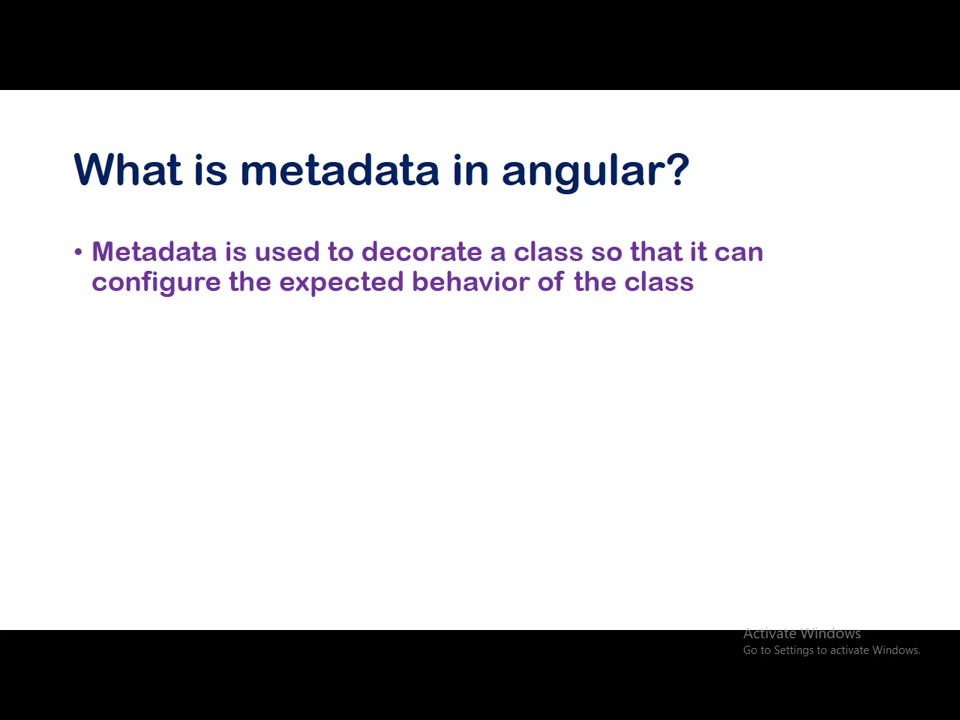 What is metadata in angular?
• Metadata is used to decorate a class so that it can
configure the expected behavior of the class
Activate Windows
Go to Settings to activate Windows.